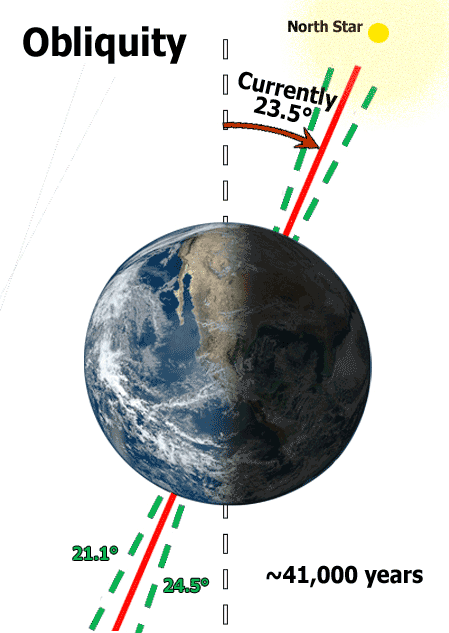 Obliquity
North Star
Currently
23.5°
21.1°
24.5°
~41,000 years